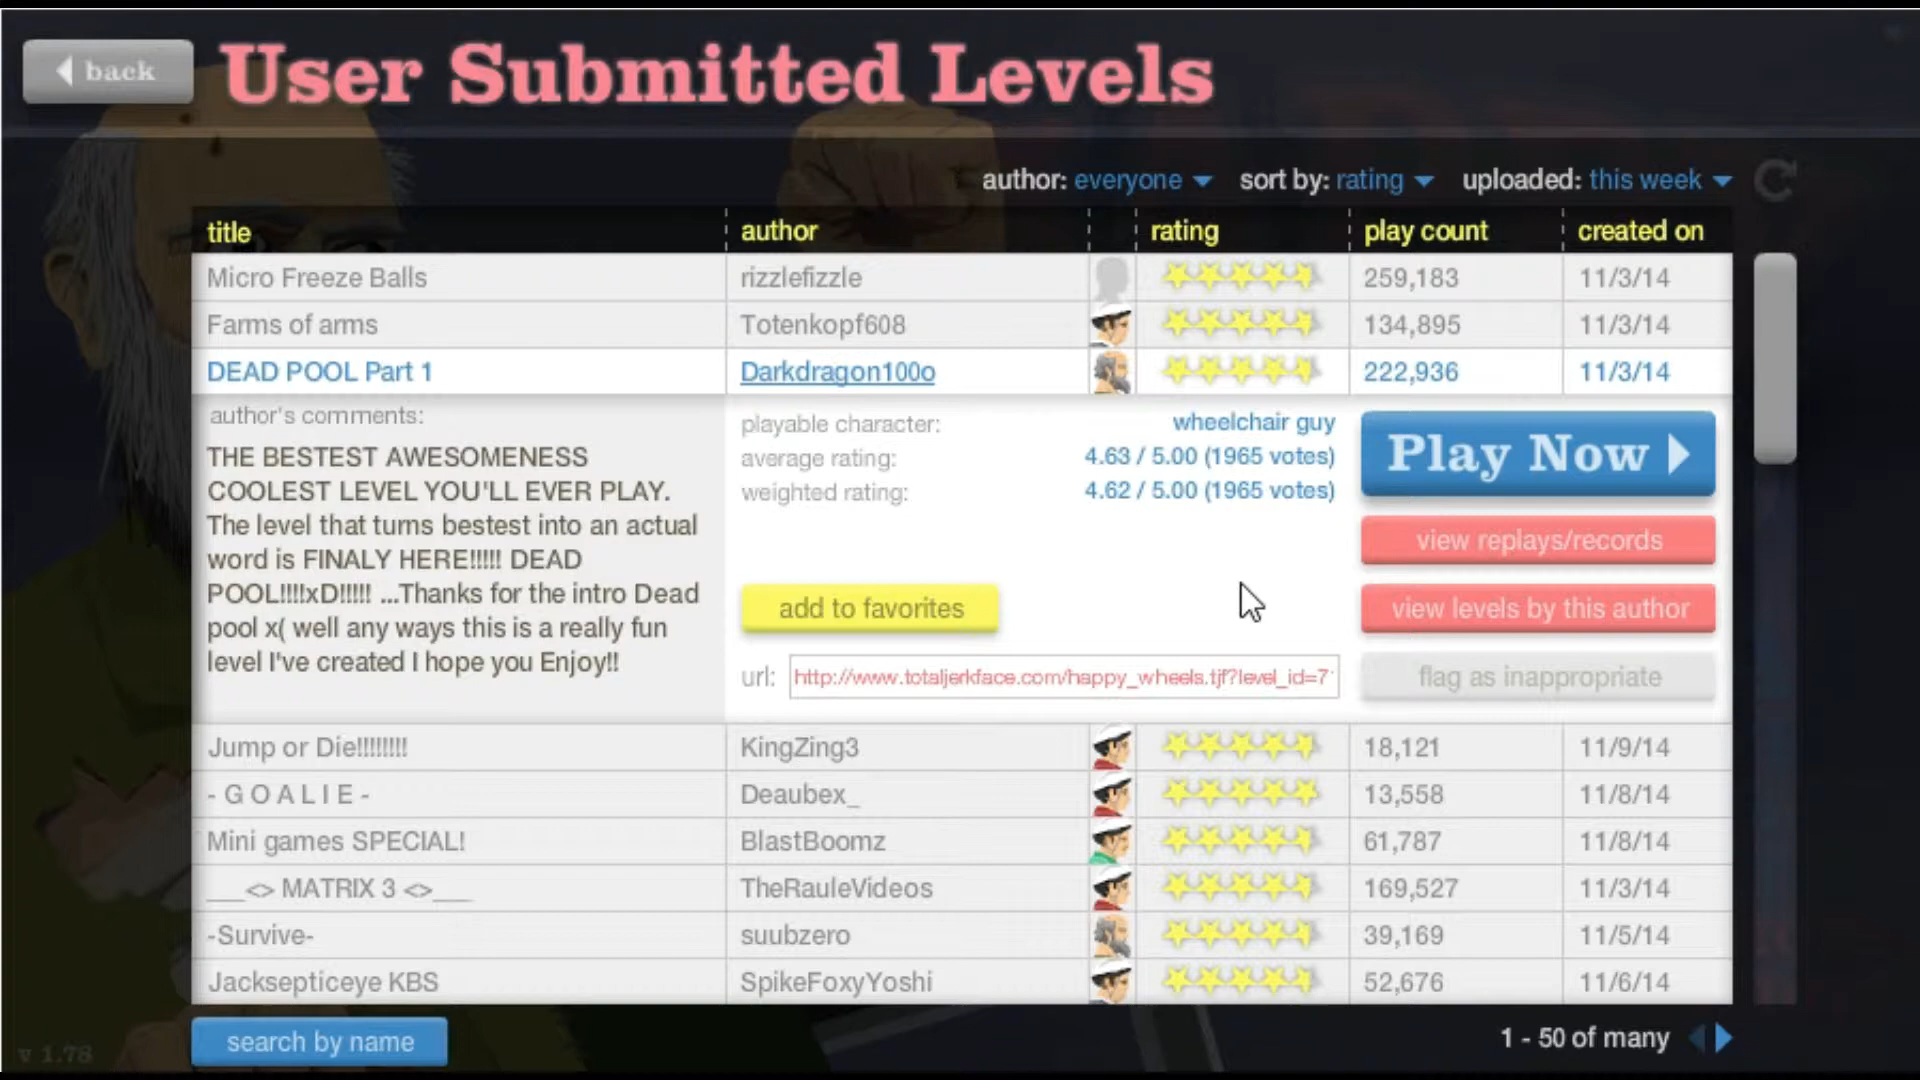 back
User Submitted Levels
author: everyone sort by: rating uploaded: this week
title author rating play count created on
Micro Freeze Balls rizzlefizzle 259,183 11/3/14
Farms of arms Totenkopf608 134,895 11/3/14
DEAD POOL Part 1 Darkdragon100o 222,936 11/3/14
author's comments:
THE BESTEST AWESOMENESS
COOLEST LEVEL YOU'LL EVER PLAY.
The level that turns bestest into an actual
word is FINALY HERE!!!!! DEAD
POOL!!!!xD!!!!! ...Thanks for the intro Dead
pool x( well any ways this is a really fun
level I've created I hope you Enjoy!!
playable character: wheelchair guy
average rating: 4.63 / 5.00 (1965 votes)
weighted rating: 4.62 / 5.00 (1965 votes)
add to favorites
url: http://www.totaljerkface.com/happy_wheels.tjf?level_id=7
Play Now
view replays/records
view levels by this author
flag as inappropriate
Jump or Die!!!!!!!! KingZing3 18,121 11/9/14
- G O A L I E - Deaubex_ 13,558 11/8/14
Mini games SPECIAL! BlastBoomz 61,787 11/8/14
___<> MATRIX 3 <>___ TheRauleVideos 169,527 11/3/14
-Survive- suubzero 39,169 11/5/14
Jacksepticeye KBS SpikeFoxyYoshi 52,676 11/6/14
v 1.78
search by name
1 - 50 of many